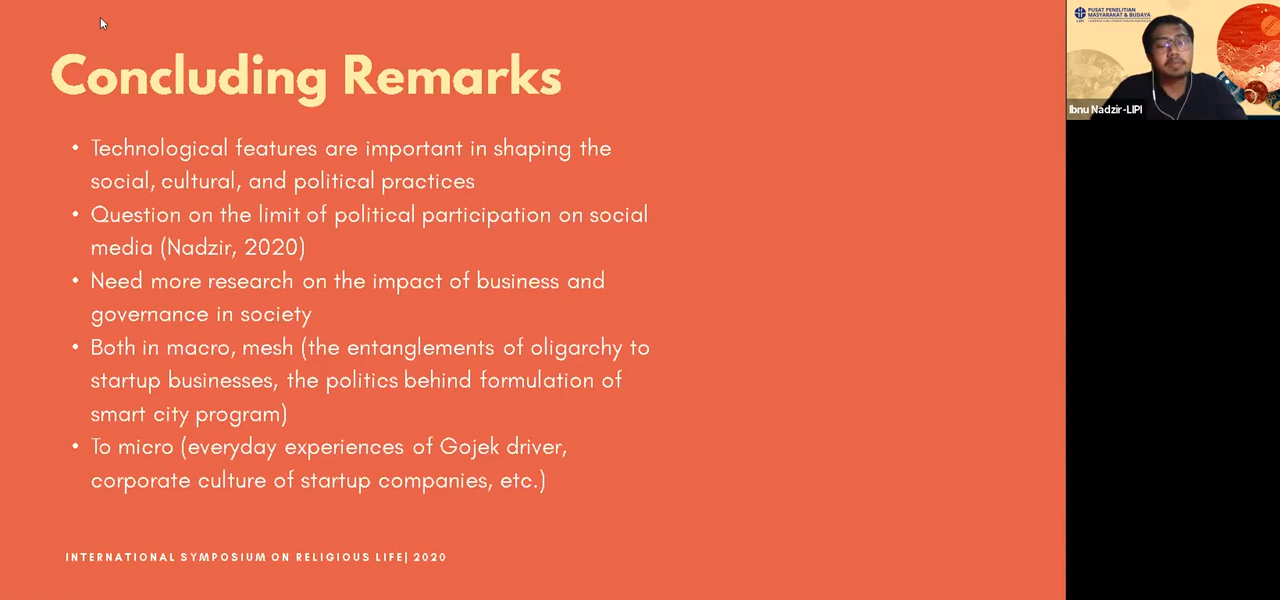 Concluding Remarks
• Technological features are important in shaping the
social, cultural, and political practices
• Question on the limit of political participation on social
media (Nadzir, 2020)
• Need more research on the impact of business and
governance in society
• Both in macro, mesh (the entanglements of oligarchy to
startup businesses, the politics behind formulation of
smart city program)
• To micro (everyday experiences of Gojek driver,
corporate culture of startup companies, etc.)
INTERNATIONAL SYMPOSIUM ON RELIGIOUS LIFE| 2020
PUSAT PENELITIAN
MASYARAKAT & BUDAYA
LIPI
Ibnu Nadzir-LIPI